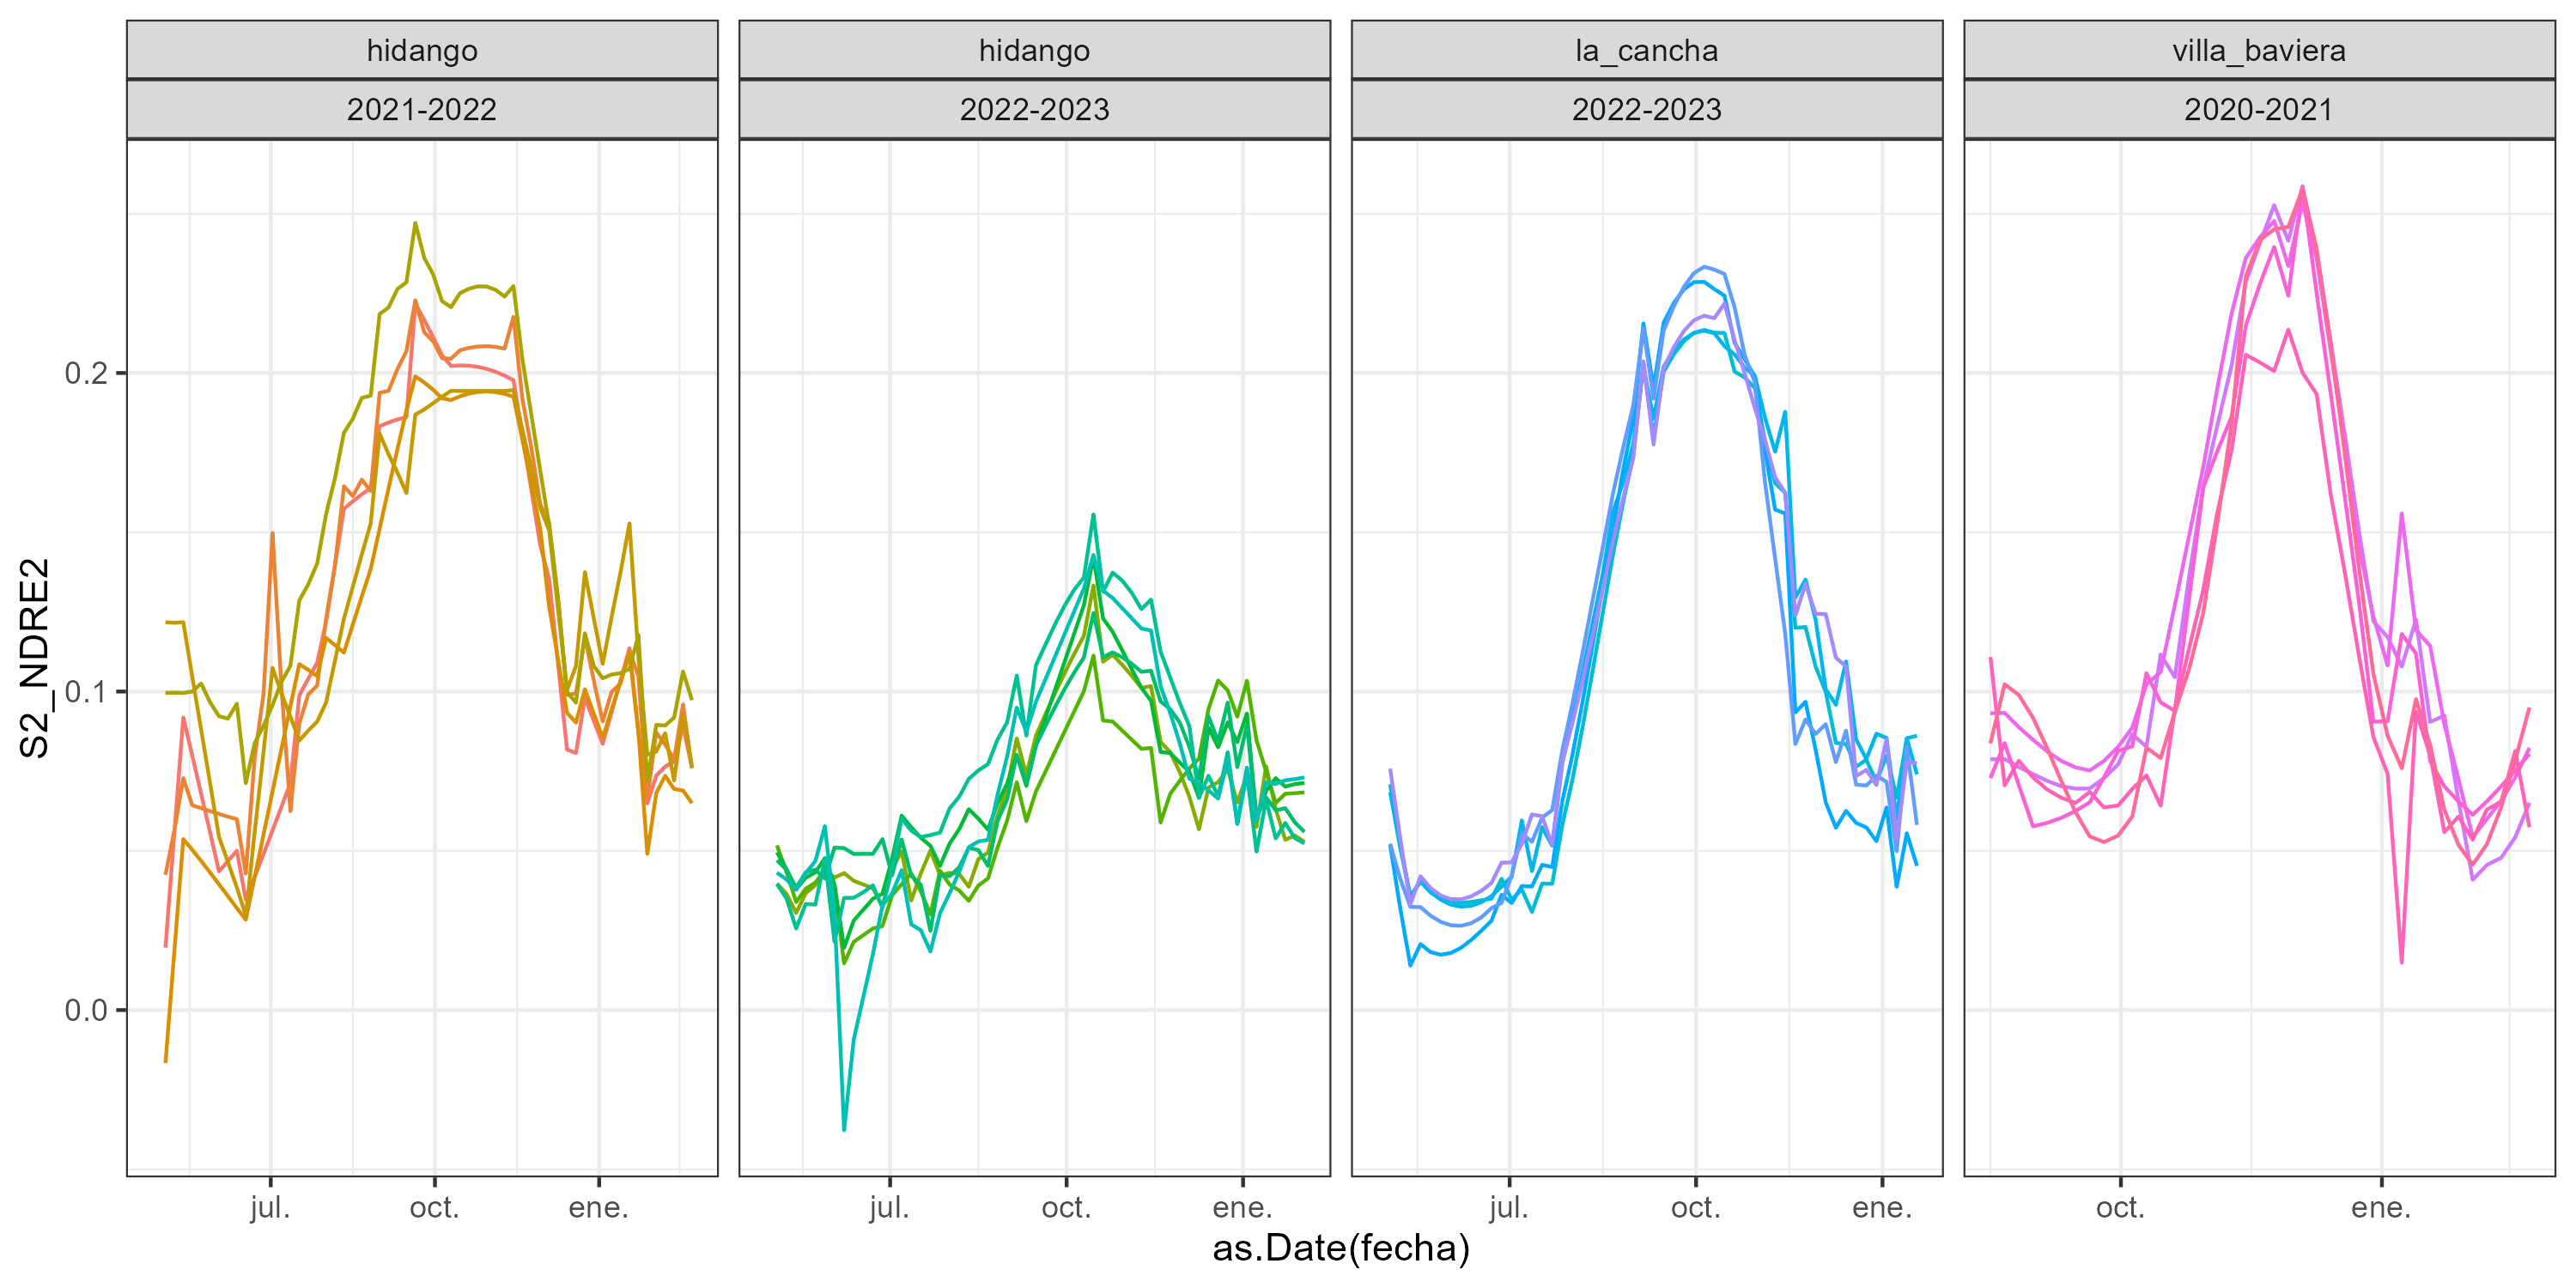 hidango hidango la_cancha villa_baviera
2021-2022 2022-2023 2022-2023 2020-2021
S2_NDRE2
0.2
0.1
0.0
jul. oct. ene. jul. oct. ene. jul. oct. ene. oct. ene.
as.Date(fecha)